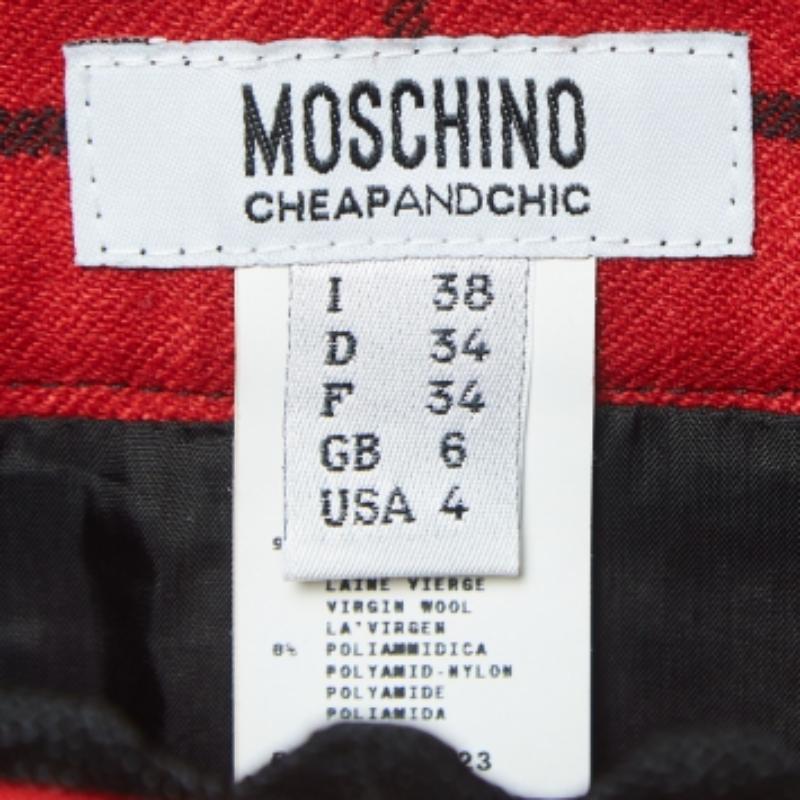 MOSCHINO
CHEAPANDCHIC
I 38
D 34
F 34
GB 6
USA 4
LAINE VIERGE
VIRGIN WOOL
LA'VIRGEN
8% POLIAMMIDICA
POLYAMID-NYLON
POLYAMIDE
POLIAMIDA
23